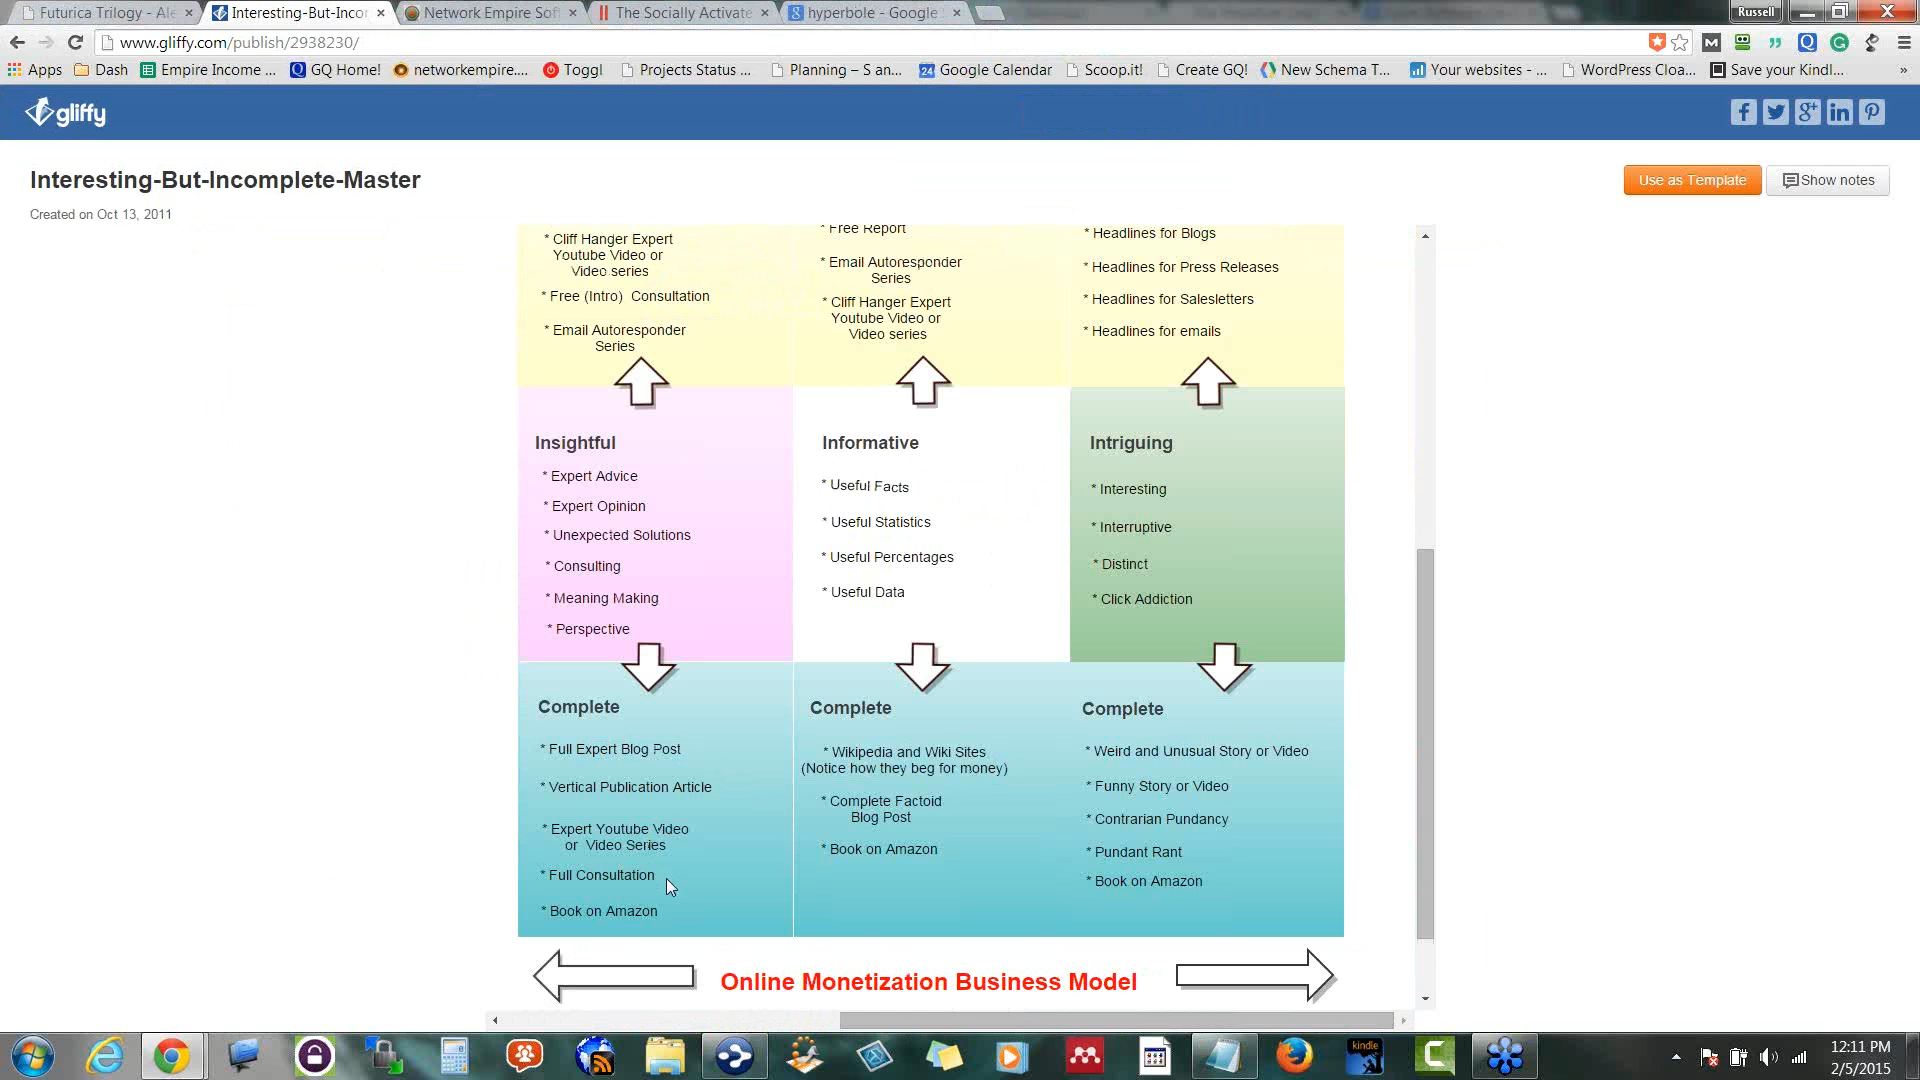 Futurica Trilogy - Ale
Interesting-But-Incor
Network Empire Sof
The Socially Activate
hyperbole - Google
Russell
www.gliffy.com/publish/2938230/
Apps
Dash
Empire Income ...
GQ Home!
networkempire....
Toggl
Projects Status ...
Planning – S an...
Google Calendar
Scoop.it!
Create GQ!
New Schema T...
Your websites - ...
WordPress Cloa...
Save your Kindl...
»
gliffy
Interesting-But-Incomplete-Master
Created on Oct 13, 2011
Use as Template
Show notes
* Cliff Hanger Expert
Youtube Video or
Video series
* Free (Intro) Consultation
* Email Autoresponder
Series
* Free Report
* Email Autoresponder
Series
* Cliff Hanger Expert
Youtube Video or
Video series
* Headlines for Blogs
* Headlines for Press Releases
* Headlines for Salesletters
* Headlines for emails
Insightful
* Expert Advice
* Expert Opinion
* Unexpected Solutions
* Consulting
* Meaning Making
* Perspective
Informative
* Useful Facts
* Useful Statistics
* Useful Percentages
* Useful Data
Intriguing
* Interesting
* Interruptive
* Distinct
* Click Addiction
Complete
* Full Expert Blog Post
* Vertical Publication Article
* Expert Youtube Video
or Video Series
* Full Consultation
* Book on Amazon
Complete
* Wikipedia and Wiki Sites
(Notice how they beg for money)
* Complete Factoid
Blog Post
* Book on Amazon
Complete
* Weird and Unusual Story or Video
* Funny Story or Video
* Contrarian Pundancy
* Pundant Rant
* Book on Amazon
Online Monetization Business Model
kindle
12:11 PM
2/5/2015